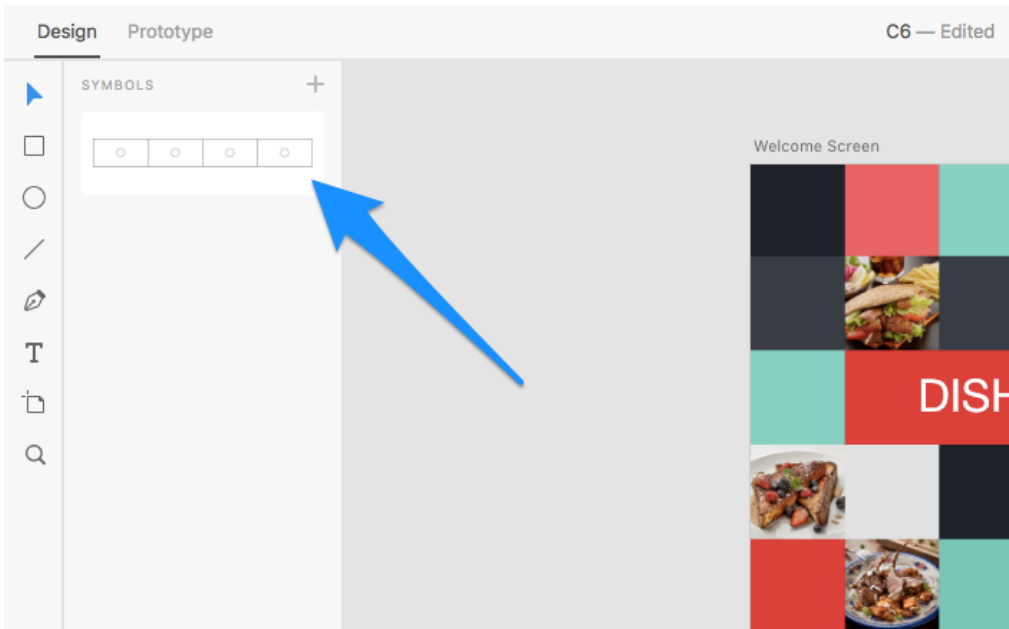 Design Prototype C6 — Edited
SYMBOLS
Welcome Screen
T
DISH